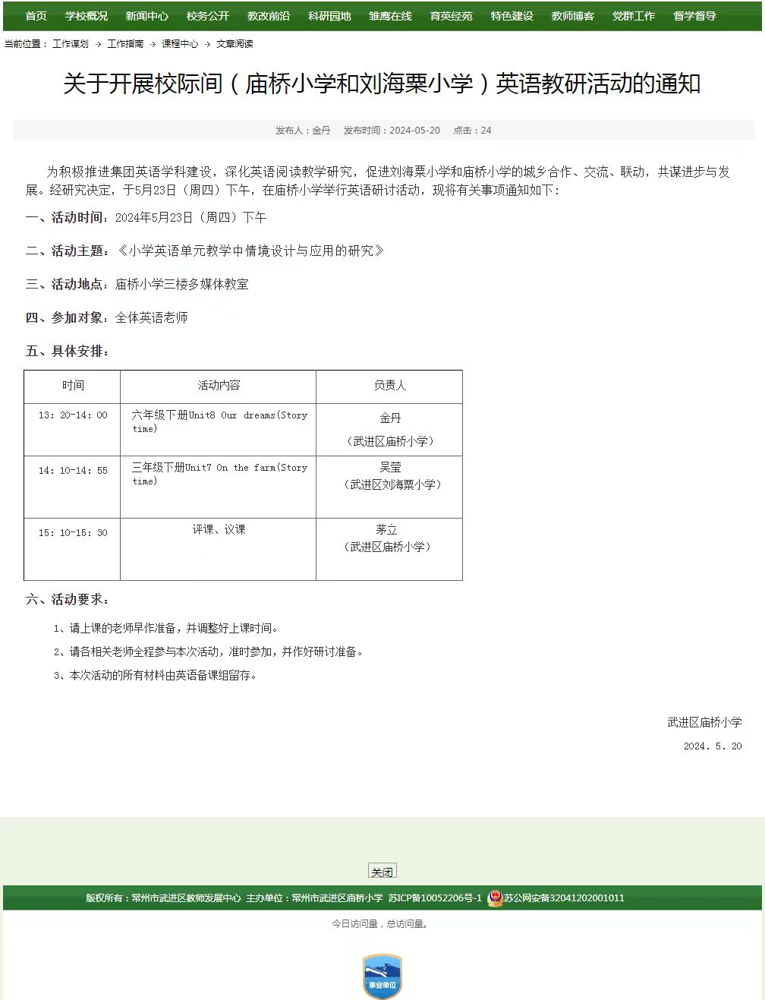 首页 学校概况 新闻中心 校务公开 教改前沿 科研园地 雏鹰在线 育英经苑 特色建设 教师博客 党群工作 督学督导
当前位置： 工作谋划 → 工作指南 → 课程中心 → 文章阅读
关于开展校际间（庙桥小学和刘海粟小学）英语教研活动的通知
发布人：金丹 发布时间：2024-05-20 点击：24
为积极推进集团英语学科建设，深化英语阅读教学研究，促进刘海粟小学和庙桥小学的城乡合作、交流、联动，共谋进步与发
展。经研究决定，于5月23日（周四）下午，在庙桥小学举行英语研讨活动，现将有关事项通知如下：
一、活动时间：2024年5月23日（周四）下午
二、活动主题：《小学英语单元教学中情境设计与应用的研究》
三、活动地点：庙桥小学三楼多媒体教室
四、参加对象：全体英语老师
五、具体安排：
时间 活动内容 负责人
13：20-14：00 六年级下册Unit8 Our dreams(Story
time)
金丹
（武进区庙桥小学）
14：10-14：55 三年级下册Unit7 On the farm(Story
time)
吴莹
（武进区刘海粟小学）
15：10-15：30 评课、议课 茅立
（武进区庙桥小学）
六、活动要求：
1、请上课的老师早作准备，并调整好上课时间。
2、请各相关老师全程参与本次活动，准时参加，并作好研讨准备。
3、本次活动的所有材料由英语备课组留存。
武进区庙桥小学
2024．5．20
关闭
版权所有：常州市武进区教师发展中心 主办单位：常州市武进区庙桥小学 苏ICP备10052206号-1 苏公网安备32041202001011
今日访问量，总访问量。
事业单位